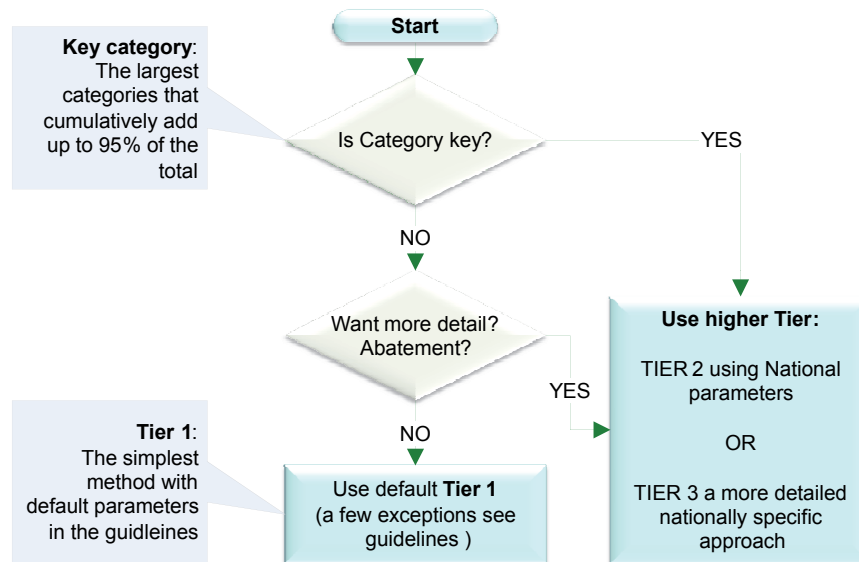 Start
Key category:
The largest
categories that
cumulatively add
up to 95% of the
total
Is Category key?
YES
NO
Want more detail?
Abatement?
YES
NO
Use higher Tier:
TIER 2 using National
parameters
OR
TIER 3 a more detailed
nationally specific
approach
Tier 1:
The simplest
method with
default parameters
in the guidleines
Use default Tier 1
(a few exceptions see
guidelines )